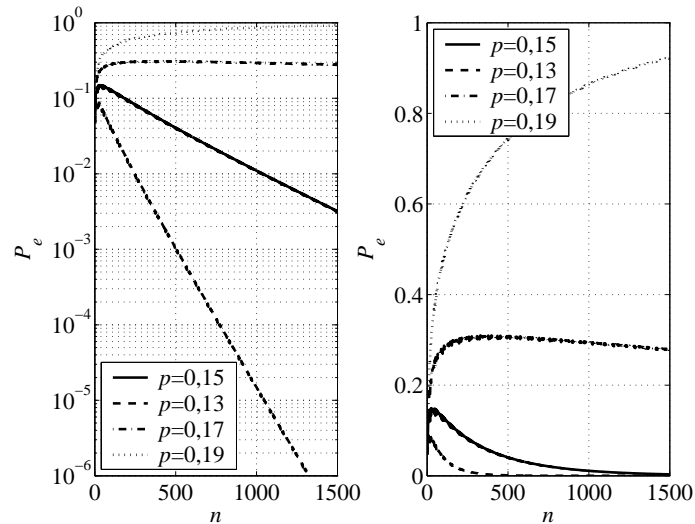 10^0
10^-1
10^-2
10^-3
10^-4
10^-5
10^-6
P_e
p=0,15
p=0,13
p=0,17
p=0,19
0 500 1000 1500
n
1
0.8
0.6
0.4
0.2
0
P_e
p=0,15
p=0,13
p=0,17
p=0,19
0 500 1000 1500
n